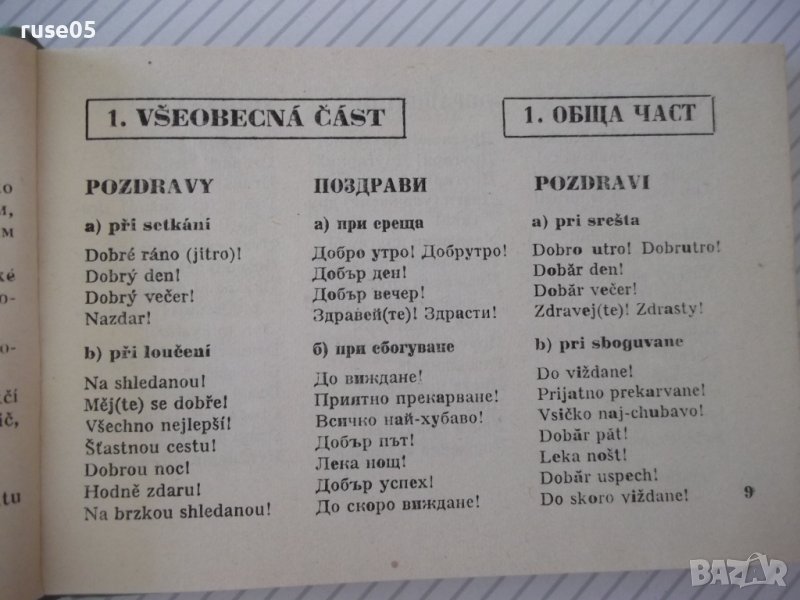 ruse05
1. VŠEOBECNÁ ČÁST
1. ОБЩА ЧАСТ
POZDRAVY
a) při setkání
Dobré ráno (jitro)!
Dobrý den!
Dobrý večer!
Nazdar!
b) při loučení
Na shledanou!
Měj(te) se dobře!
Všechno nejlepší!
Šťastnou cestu!
Dobrou noc!
Hodně zdaru!
Na brzkou shledanou!
ПОЗДРАВИ
а) при среща
Добро утро! Добрутро!
Добър ден!
Добър вечер!
Здравей(те)! Здрасти!
б) при сбогуване
До виждане!
Приятно прекарване!
Всичко най-хубаво!
Добър път!
Лека нощ!
Добър успех!
До скоро виждане!
POZDRAVI
a) pri srešta
Dobro utro! Dobrutro!
Dobăr den!
Dobăr večer!
Zdravej(te)! Zdrasty!
b) pri sboguvane
Do viždane!
Prijatno prekarvane!
Vsičko naj-chubavo!
Dobăr păt!
Leka nošt!
Dobăr uspech!
Do skoro viždane!
9
BAZAR